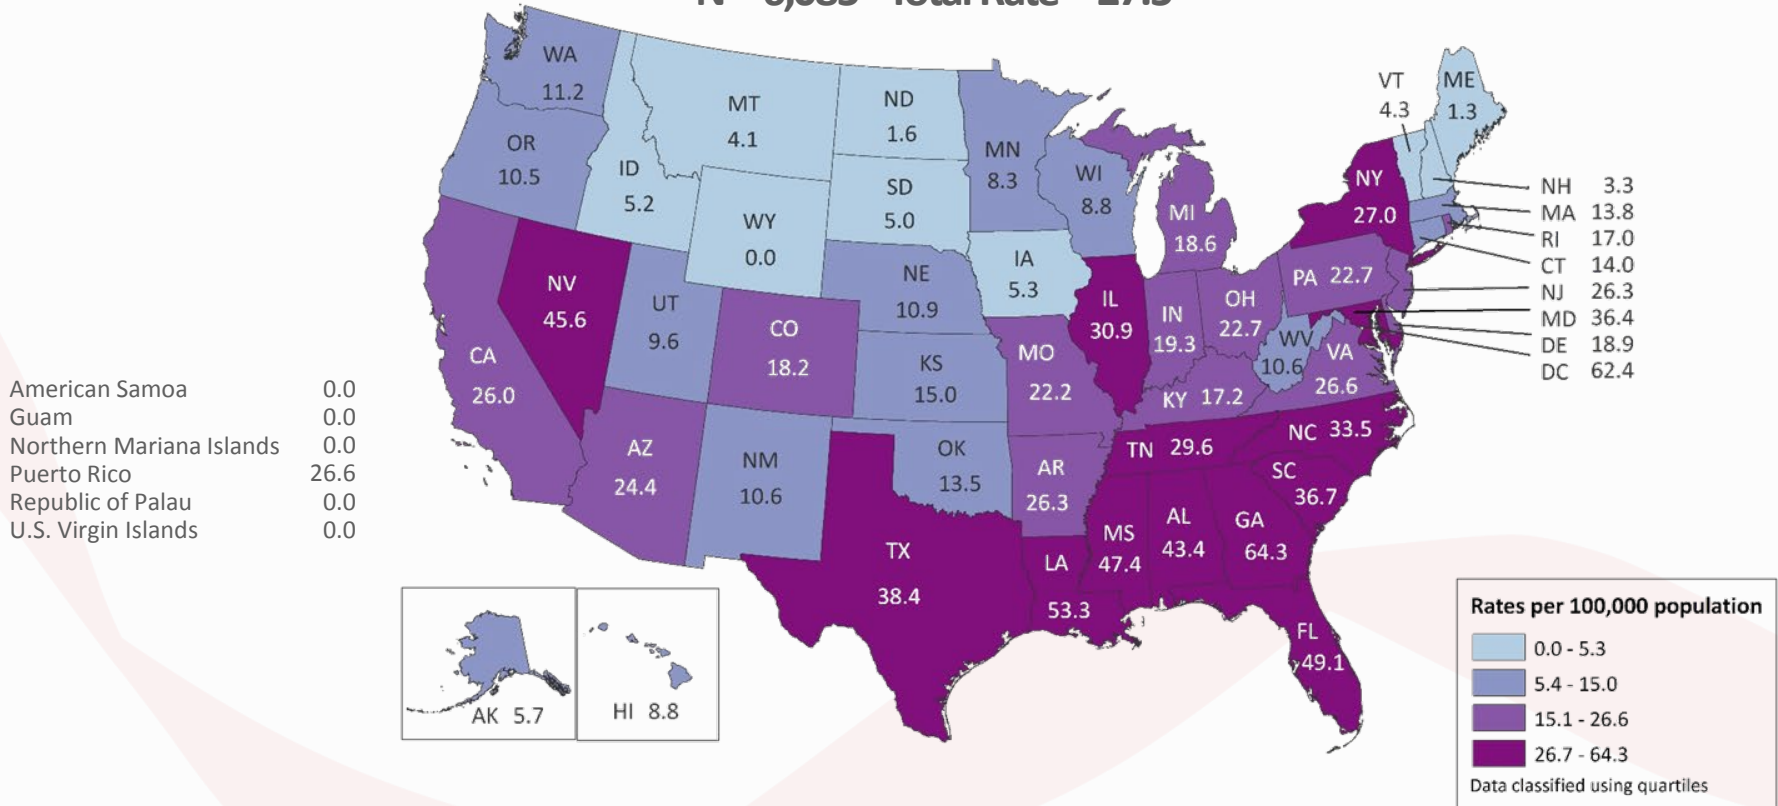 WA
11.2
OR
10.5
ID
5.2
MT
4.1
ND
1.6
SD
5.0
WY
0.0
MN
8.3
WI
8.8
MI
18.6
VT
4.3
ME
1.3
NY
27.0
NH 3.3
MA 13.8
RI 17.0
CT 14.0
NJ 26.3
MD 36.4
DE 18.9
DC 62.4
NV
45.6
UT
9.6
CO
18.2
NE
10.9
IA
5.3
KS
15.0
MO
22.2
IL
30.9
IN
19.3
OH
22.7
PA 22.7
WV
10.6
VA
26.6
KY 17.2
CA
26.0
AZ
24.4
NM
10.6
OK
13.5
AR
26.3
TN 29.6
NC 33.5
SC
36.7
TX
38.4
LA
53.3
MS
47.4
AL
43.4
GA
64.3
FL
49.1
American Samoa 0.0
Guam 0.0
Northern Mariana Islands 0.0
Puerto Rico 26.6
Republic of Palau 0.0
U.S. Virgin Islands 0.0
AK 5.7
HI 8.8
Rates per 100,000 population
0.0 - 5.3
5.4 - 15.0
15.1 - 26.6
26.7 - 64.3
Data classified using quartiles